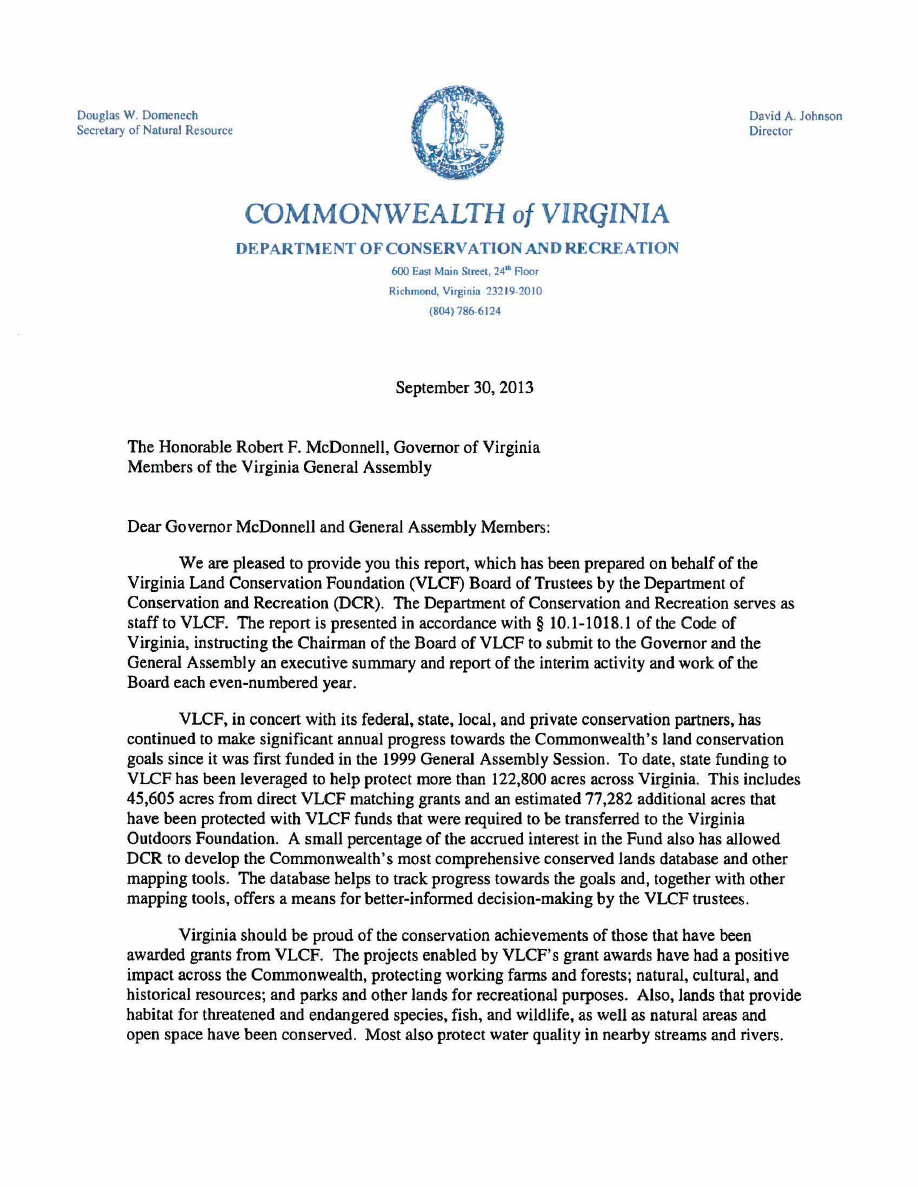 Douglas W. Domenech
Secretary of Natural Resource
David A. Johnson
Director
COMMONWEALTH of VIRGINIA
DEPARTMENT OF CONSERVATION AND RECREATION
600 East Main Street, 24th Floor
Richmond, Virginia 23219-2010
(804) 786-6124
September 30, 2013
The Honorable Robert F. McDonnell, Governor of Virginia
Members of the Virginia General Assembly
Dear Governor McDonnell and General Assembly Members:
We are pleased to provide you this report, which has been prepared on behalf of the
Virginia Land Conservation Foundation (VLCF) Board of Trustees by the Department of
Conservation and Recreation (DCR). The Department of Conservation and Recreation serves as
staff to VLCF. The report is presented in accordance with § 10.1-1018.1 of the Code of
Virginia, instructing the Chairman of the Board of VLCF to submit to the Governor and the
General Assembly an executive summary and report of the interim activity and work of the
Board each even-numbered year.
VLCF, in concert with its federal, state, local, and private conservation partners, has
continued to make significant annual progress towards the Commonwealth's land conservation
goals since it was first funded in the 1999 General Assembly Session. To date, state funding to
VLCF has been leveraged to help protect more than 122,800 acres across Virginia. This includes
45,605 acres from direct VLCF matching grants and an estimated 77,282 additional acres that
have been protected with VLCF funds that were required to be transferred to the Virginia
Outdoors Foundation. A small percentage of the accrued interest in the Fund also has allowed
DCR to develop the Commonwealth's most comprehensive conserved lands database and other
mapping tools. The database helps to track progress towards the goals and, together with other
mapping tools, offers a means for better-informed decision-making by the VLCF trustees.
Virginia should be proud of the conservation achievements of those that have been
awarded grants from VLCF. The projects enabled by VLCF's grant awards have had a positive
impact across the Commonwealth, protecting working farms and forests; natural, cultural, and
historical resources; and parks and other lands for recreational purposes. Also, lands that provide
habitat for threatened and endangered species, fish, and wildlife, as well as natural areas and
open space have been conserved. Most also protect water quality in nearby streams and rivers.